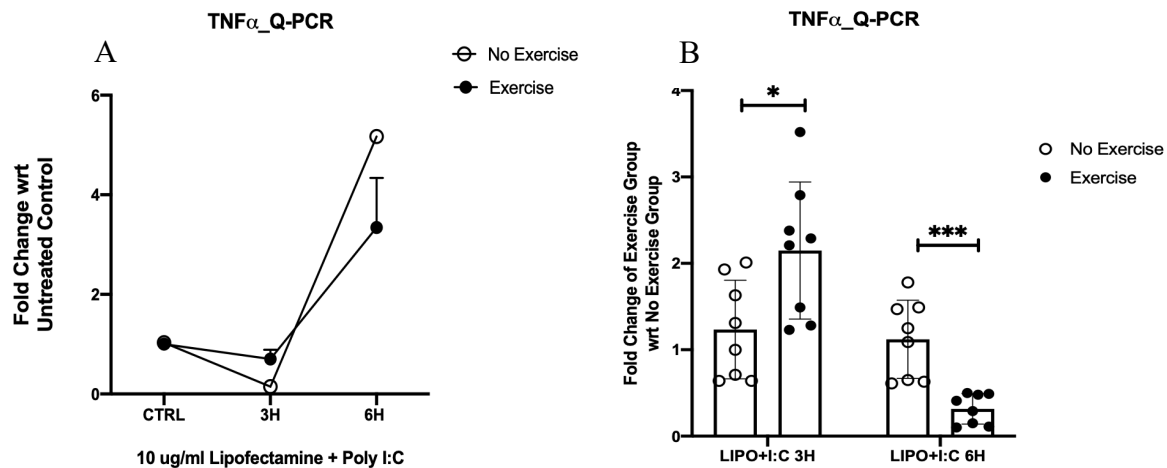 TNFα_Q-PCR
A
No Exercise
Exercise
6
4
2
0
Fold Change wrt
Untreated Control
CTRL
3H
6H
10 ug/ml Lipofectamine + Poly I:C
TNFα_Q-PCR
B
No Exercise
Exercise
4
3
2
1
0
Fold Change of Exercise Group
wrt No Exercise Group
*
***
LIPO+I:C 3H
LIPO+I:C 6H